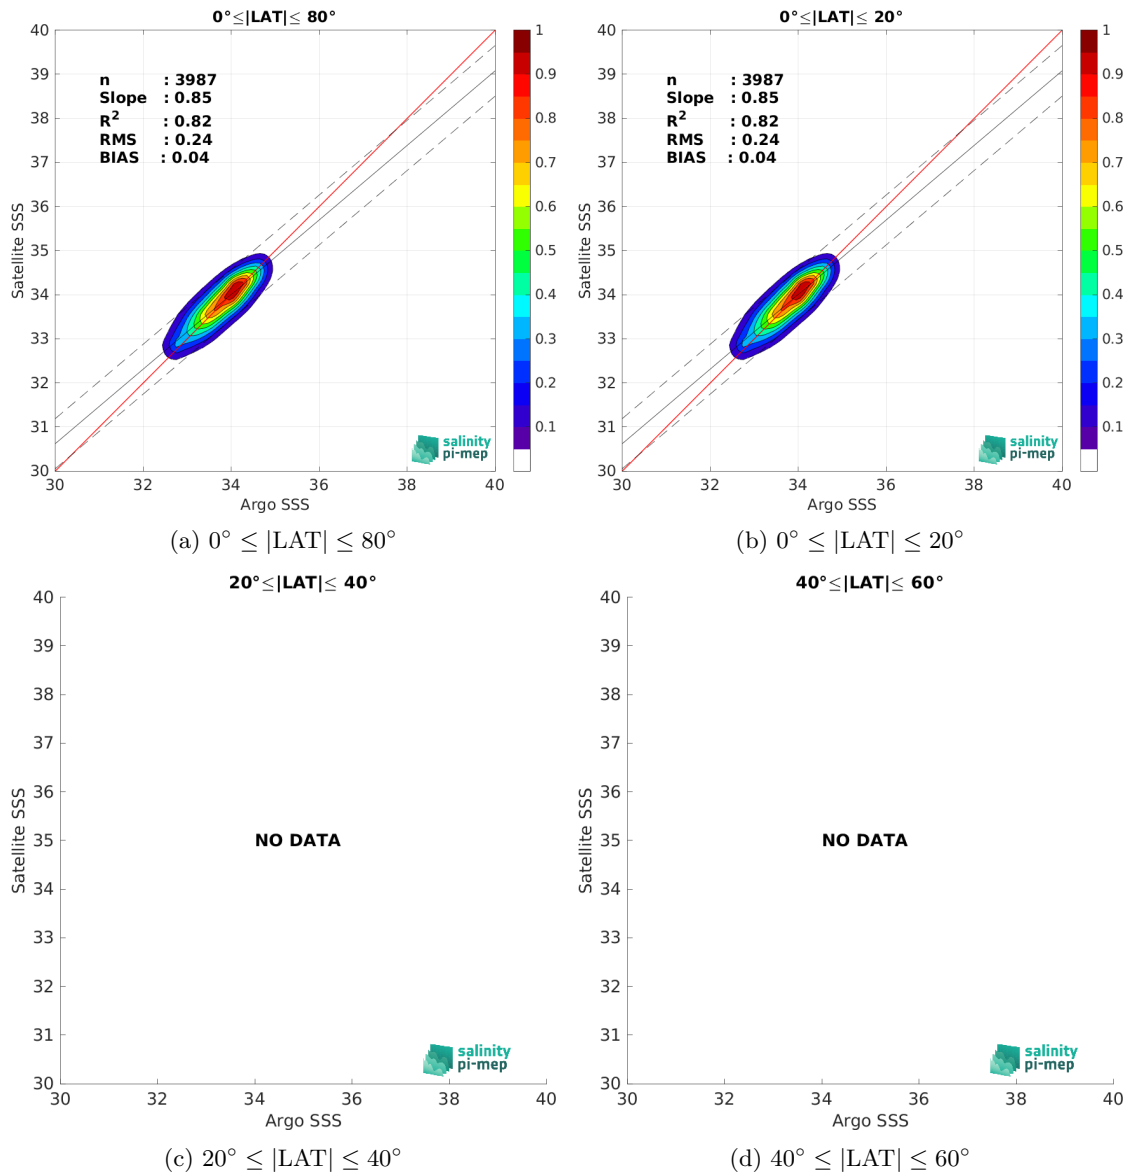 0°≤|LAT|≤ 80°
40
39
38
37
36
35
34
33
32
31
30
Satellite SSS
n : 3987
Slope : 0.85
R² : 0.82
RMS : 0.24
BIAS : 0.04
30 32 34 36 38 40
Argo SSS
1
0.9
0.8
0.7
0.6
0.5
0.4
0.3
0.2
0.1
salinity
pi-mep
(a) 0° ≤ |LAT| ≤ 80°
0°≤|LAT|≤ 20°
40
39
38
37
36
35
34
33
32
31
30
Satellite SSS
n : 3987
Slope : 0.85
R² : 0.82
RMS : 0.24
BIAS : 0.04
30 32 34 36 38 40
Argo SSS
1
0.9
0.8
0.7
0.6
0.5
0.4
0.3
0.2
0.1
salinity
pi-mep
(b) 0° ≤ |LAT| ≤ 20°
20°≤|LAT|≤ 40°
40
39
38
37
36
35
34
33
32
31
30
Satellite SSS
NO DATA
salinity
pi-mep
30 32 34 36 38 40
Argo SSS
(c) 20° ≤ |LAT| ≤ 40°
40°≤|LAT|≤ 60°
40
39
38
37
36
35
34
33
32
31
30
Satellite SSS
NO DATA
salinity
pi-mep
30 32 34 36 38 40
Argo SSS
(d) 40° ≤ |LAT| ≤ 60°